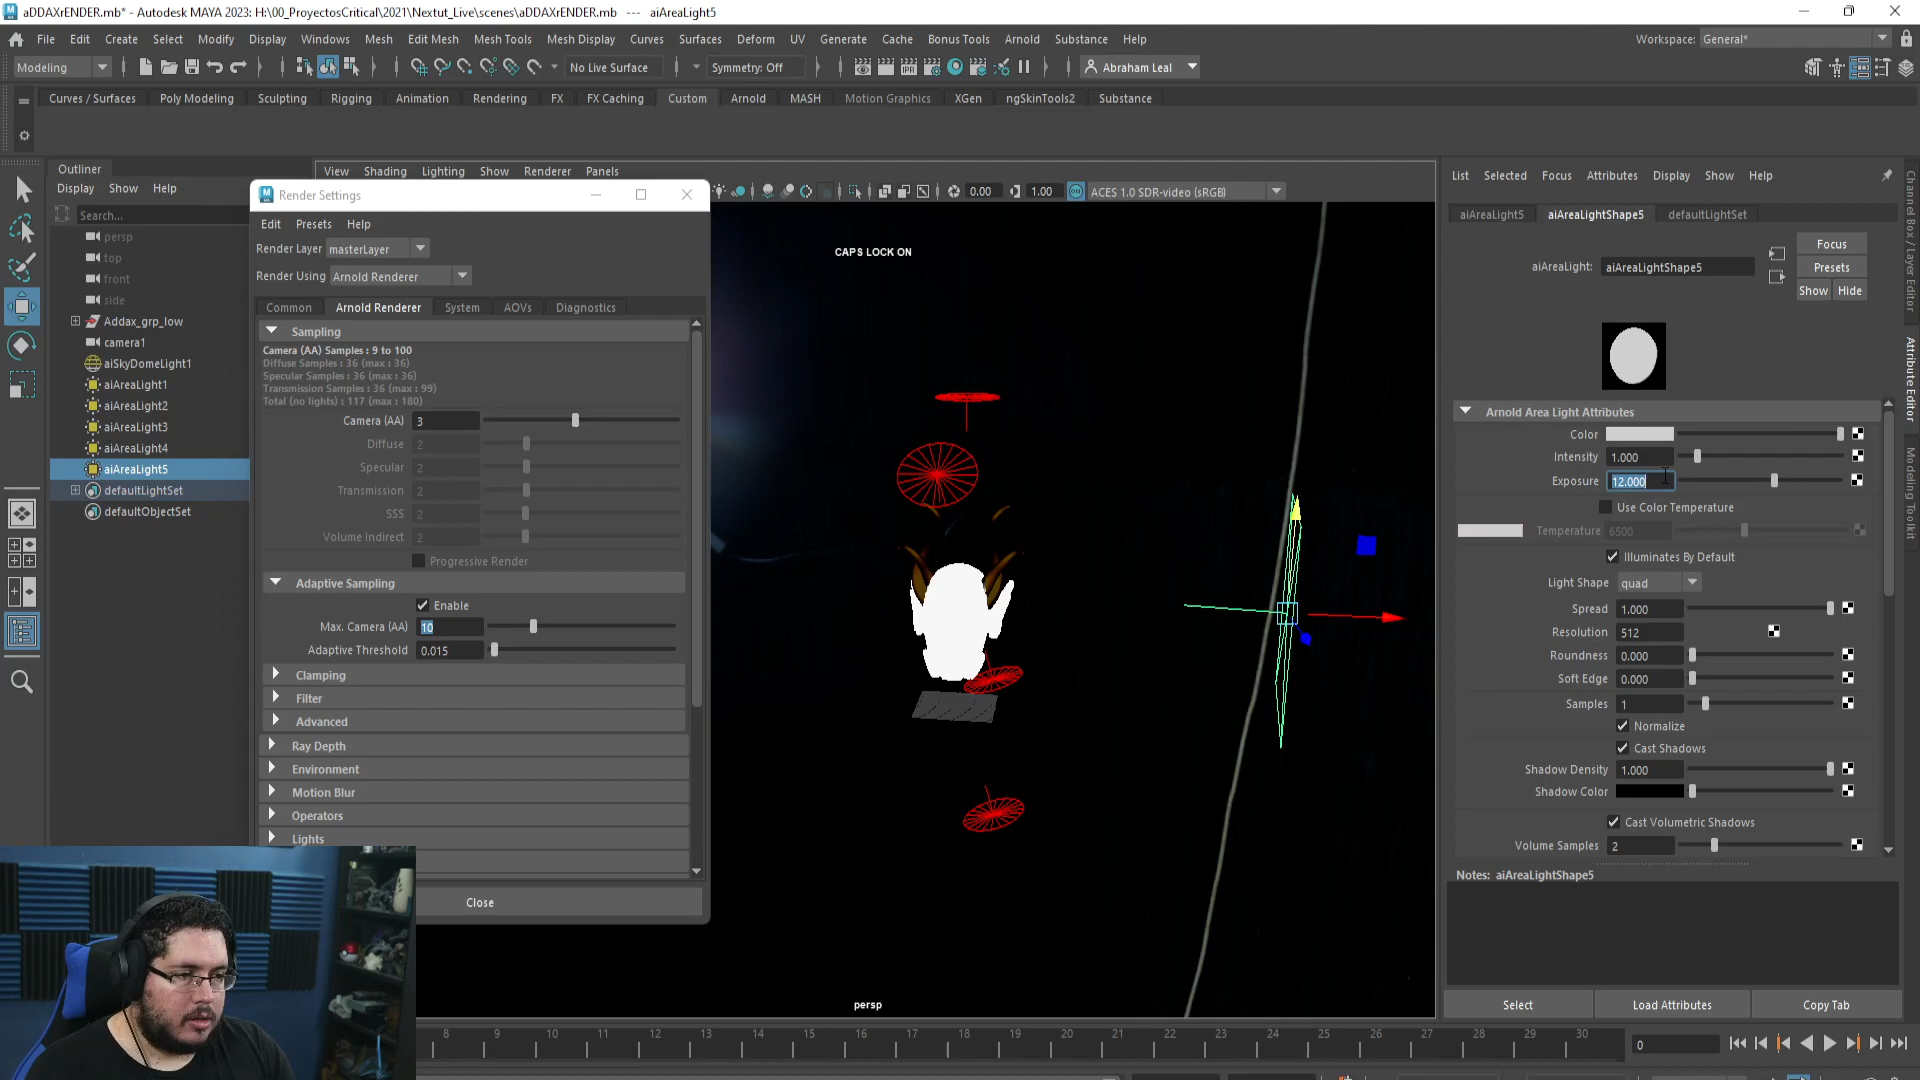 aDDAXrENDER.mb* - Autodesk MAYA 2023: H:\00_ProyectosCritical\2021\Nextut_Live\scenes\aDDAXrENDER.mb --- aiAreaLight5
File Edit Create Select Modify Display Windows Mesh Edit Mesh Mesh Tools Mesh Display Curves Surfaces Deform UV Generate Cache Bonus Tools Arnold Substance Help
Workspace: General*
Modeling No Live Surface Symmetry: Off IPR Abraham Leal
Curves / Surfaces Poly Modeling Sculpting Rigging Animation Rendering FX FX Caching Custom Arnold MASH Motion Graphics XGen ngSkinTools2 Substance
Outliner
Display Show Help
Search...
persp
top
front
side
Addax_grp_low
camera1
aiSkyDomeLight1
aiAreaLight1
aiAreaLight2
aiAreaLight3
aiAreaLight4
aiAreaLight5
defaultLightSet
defaultObjectSet
View Shading Lighting Show Renderer Panels
0.00 1.00 ON ACES 1.0 SDR-video (sRGB)
CAPS LOCK ON
persp
Render Settings
Edit Presets Help
Render Layer masterLayer
Render Using Arnold Renderer
Common Arnold Renderer System AOVs Diagnostics
Sampling
Camera (AA) Samples : 9 to 100
Diffuse Samples : 36 (max : 36)
Specular Samples : 36 (max : 36)
Transmission Samples : 36 (max : 99)
Total (no lights) : 117 (max : 180)
Camera (AA) 3
Diffuse 2
Specular 2
Transmission 2
SSS 2
Volume Indirect 2
Progressive Render
Adaptive Sampling
Enable
Max. Camera (AA) 10
Adaptive Threshold 0.015
Clamping
Filter
Advanced
Ray Depth
Environment
Motion Blur
Operators
Lights
Close
List Selected Focus Attributes Display Show Help
aiAreaLight5 aiAreaLightShape5 defaultLightSet
Focus
aiAreaLight: aiAreaLightShape5
Presets
Show Hide
Arnold Area Light Attributes
Color
Intensity 1.000
Exposure 12.000
Use Color Temperature
Temperature 6500
Illuminates By Default
Light Shape quad
Spread 1.000
Resolution 512
Roundness 0.000
Soft Edge 0.000
Samples 1
Normalize
Cast Shadows
Shadow Density 1.000
Shadow Color
Cast Volumetric Shadows
Volume Samples 2
Notes: aiAreaLightShape5
Select Load Attributes Copy Tab
Channel Box / Layer Editor
Attribute Editor
Modeling Toolkit
8 9 10 11 12 13 14 15 16 17 18 19 20 21 22 23 24 25 26 27 28 29 30
0